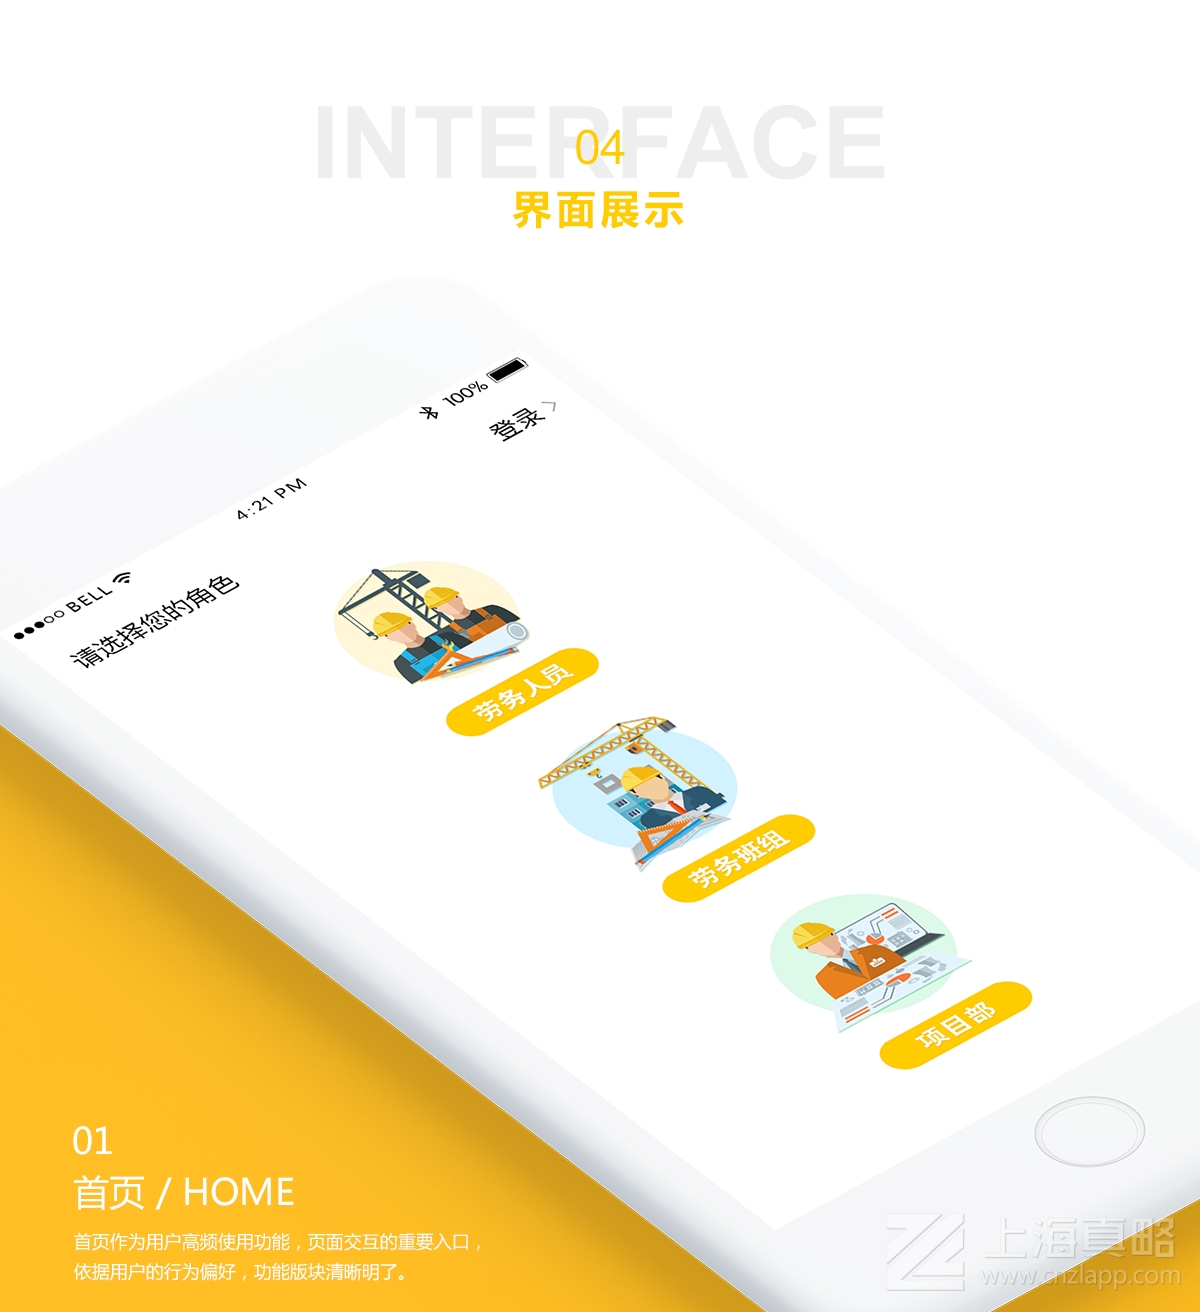 INTERFACE
04
界面展示
100%
登录
4:21 PM
BELL
请选择您的角色
劳务人员
劳务班组
项目部
01
首页 / HOME
首页作为用户高频使用功能，页面交互的重要入口，
依据用户的行为偏好，功能版块清晰明了。
上海真略
www.cnzlapp.com